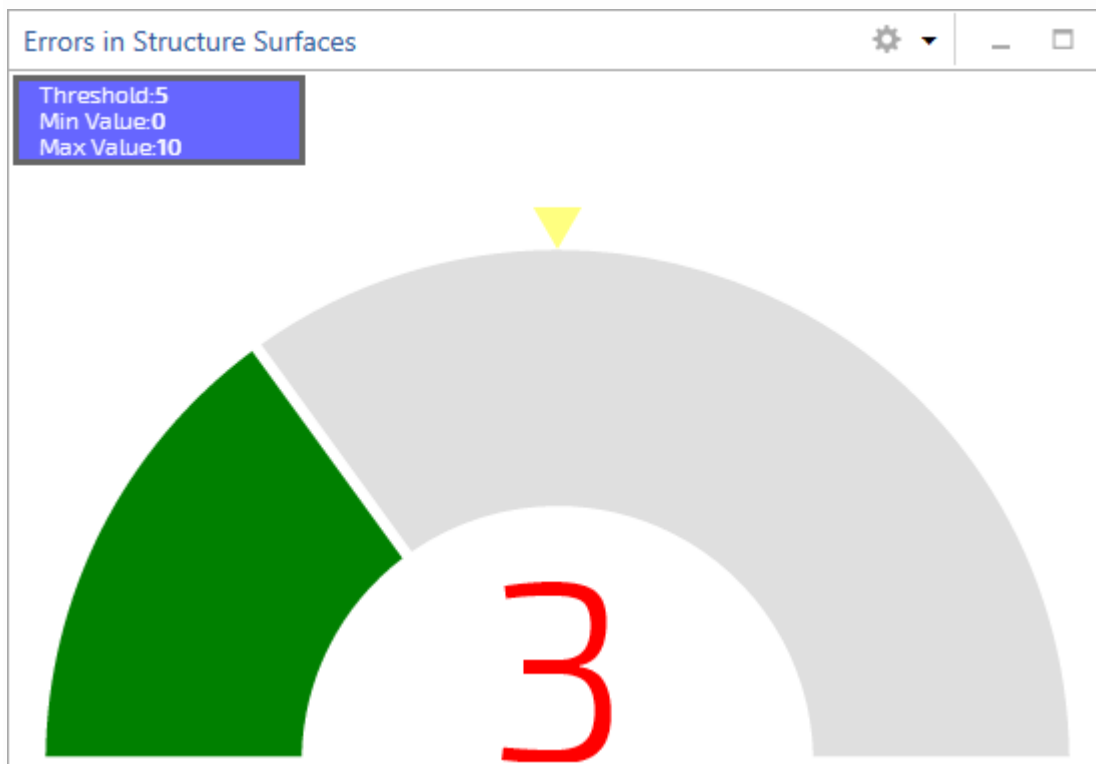 Errors in Structure Surfaces
Threshold:5
Min Value:0
Max Value:10
3